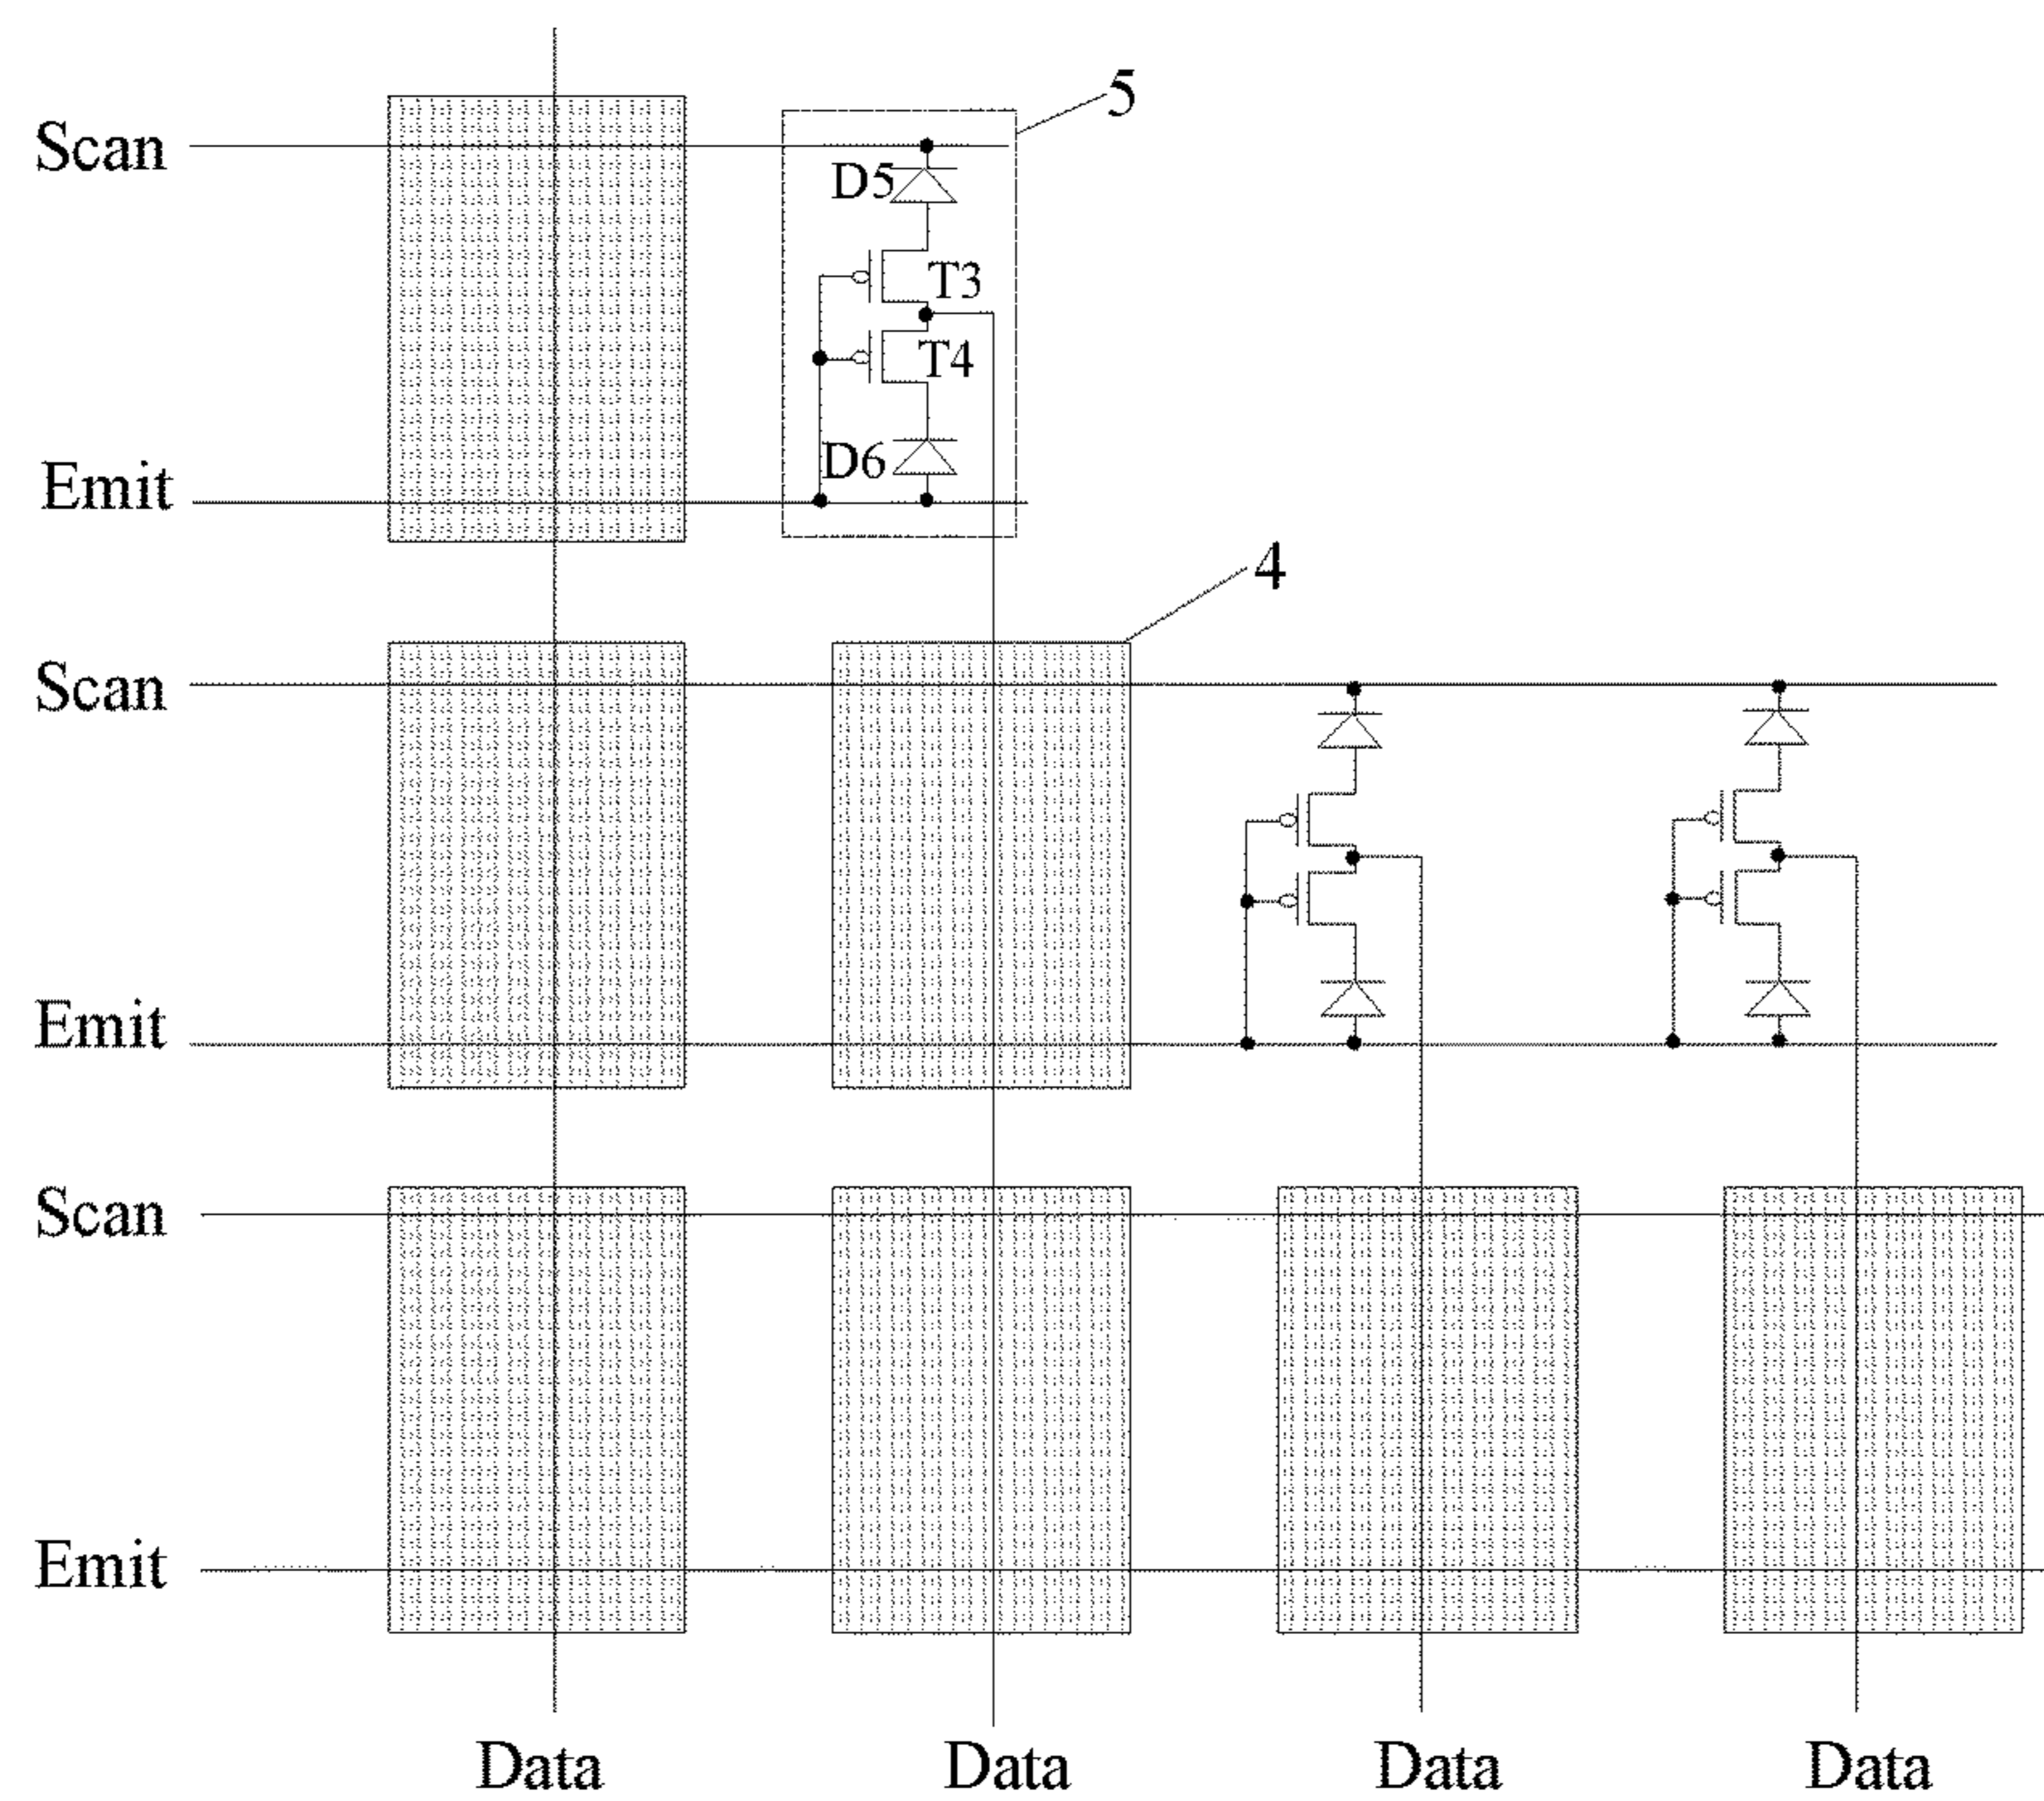 5
Scan
D5
T3
T4
D6
Emit
4
Scan
Emit
Scan
Emit
Data Data Data Data